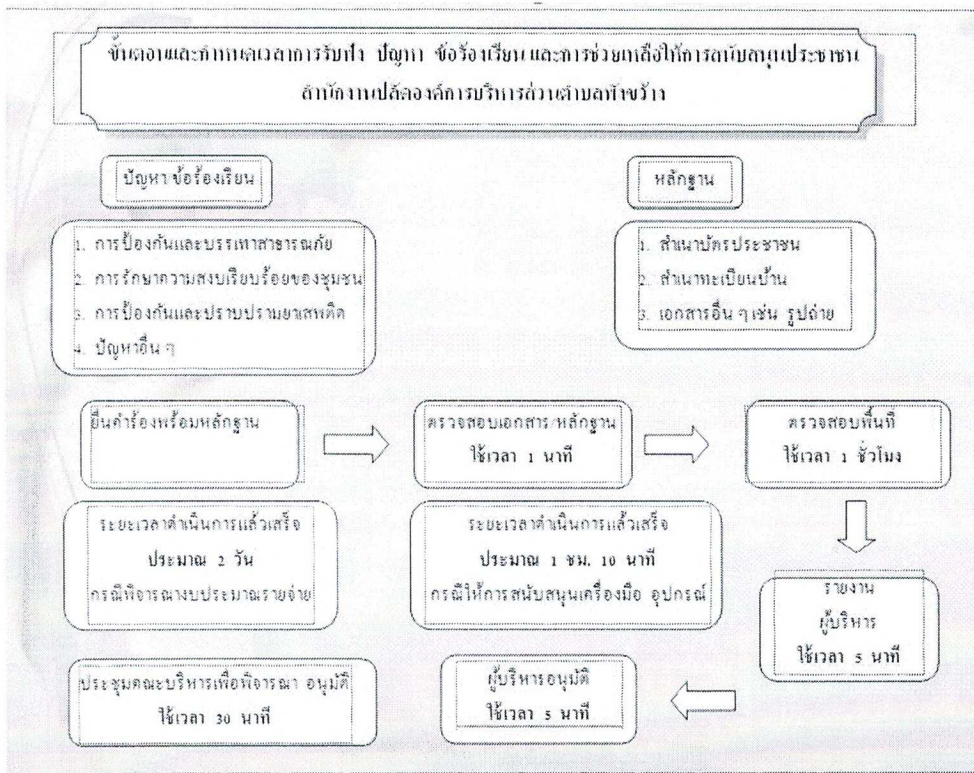 ขั้นตอนและกำหนดเวลาการรับฟัง ปัญหา ข้อร้องเรียน และการช่วยเหลือให้การสนับสนุนประชาชน
สำนักงานปลัดองค์การบริหารส่วนตำบลหัวขวาง
ปัญหา ข้อร้องเรียน
หลักฐาน
1. การป้องกันและบรรเทาสาธารณภัย
2. การรักษาความสงบเรียบร้อยของชุมชน
3. การป้องกันและปราบปรามยาเสพติด
4. ปัญหาอื่น ๆ
1. สำเนาบัตรประชาชน
2. สำเนาทะเบียนบ้าน
3. เอกสารอื่น ๆ เช่น รูปถ่าย
ยื่นคำร้องพร้อมหลักฐาน
ตรวจสอบเอกสาร/หลักฐาน
ใช้เวลา 1 นาที
ตรวจสอบพื้นที่
ใช้เวลา 1 ชั่วโมง
ระยะเวลาดำเนินการแล้วเสร็จ
ประมาณ 2 วัน
กรณีพิจารณางบประมาณรายจ่าย
ระยะเวลาดำเนินการแล้วเสร็จ
ประมาณ 1 ชม. 10 นาที
กรณีให้การสนับสนุนเครื่องมือ อุปกรณ์
รายงาน
ผู้บริหาร
ใช้เวลา 5 นาที
ประชุมคณะบริหารเพื่อพิจารณา อนุมัติ
ใช้เวลา 30 นาที
ผู้บริหารอนุมัติ
ใช้เวลา 5 นาที